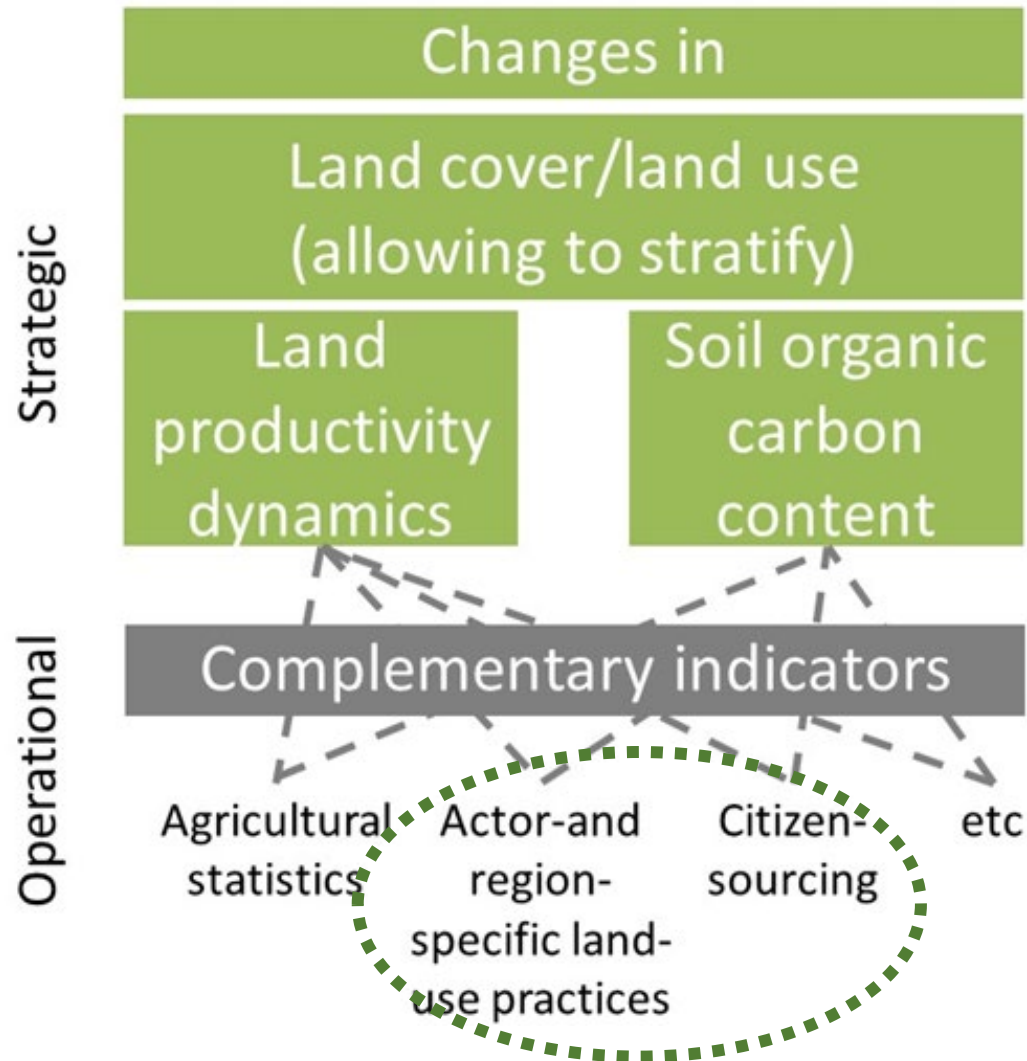 Changes in
Land cover/land use
(allowing to stratify)
Strategic
Land
productivity
dynamics
Soil organic
carbon
content
Operational
Complementary indicators
Agricultural
statistics
Actor-and
region-
specific land-
use practices
Citizen-
sourcing
etc